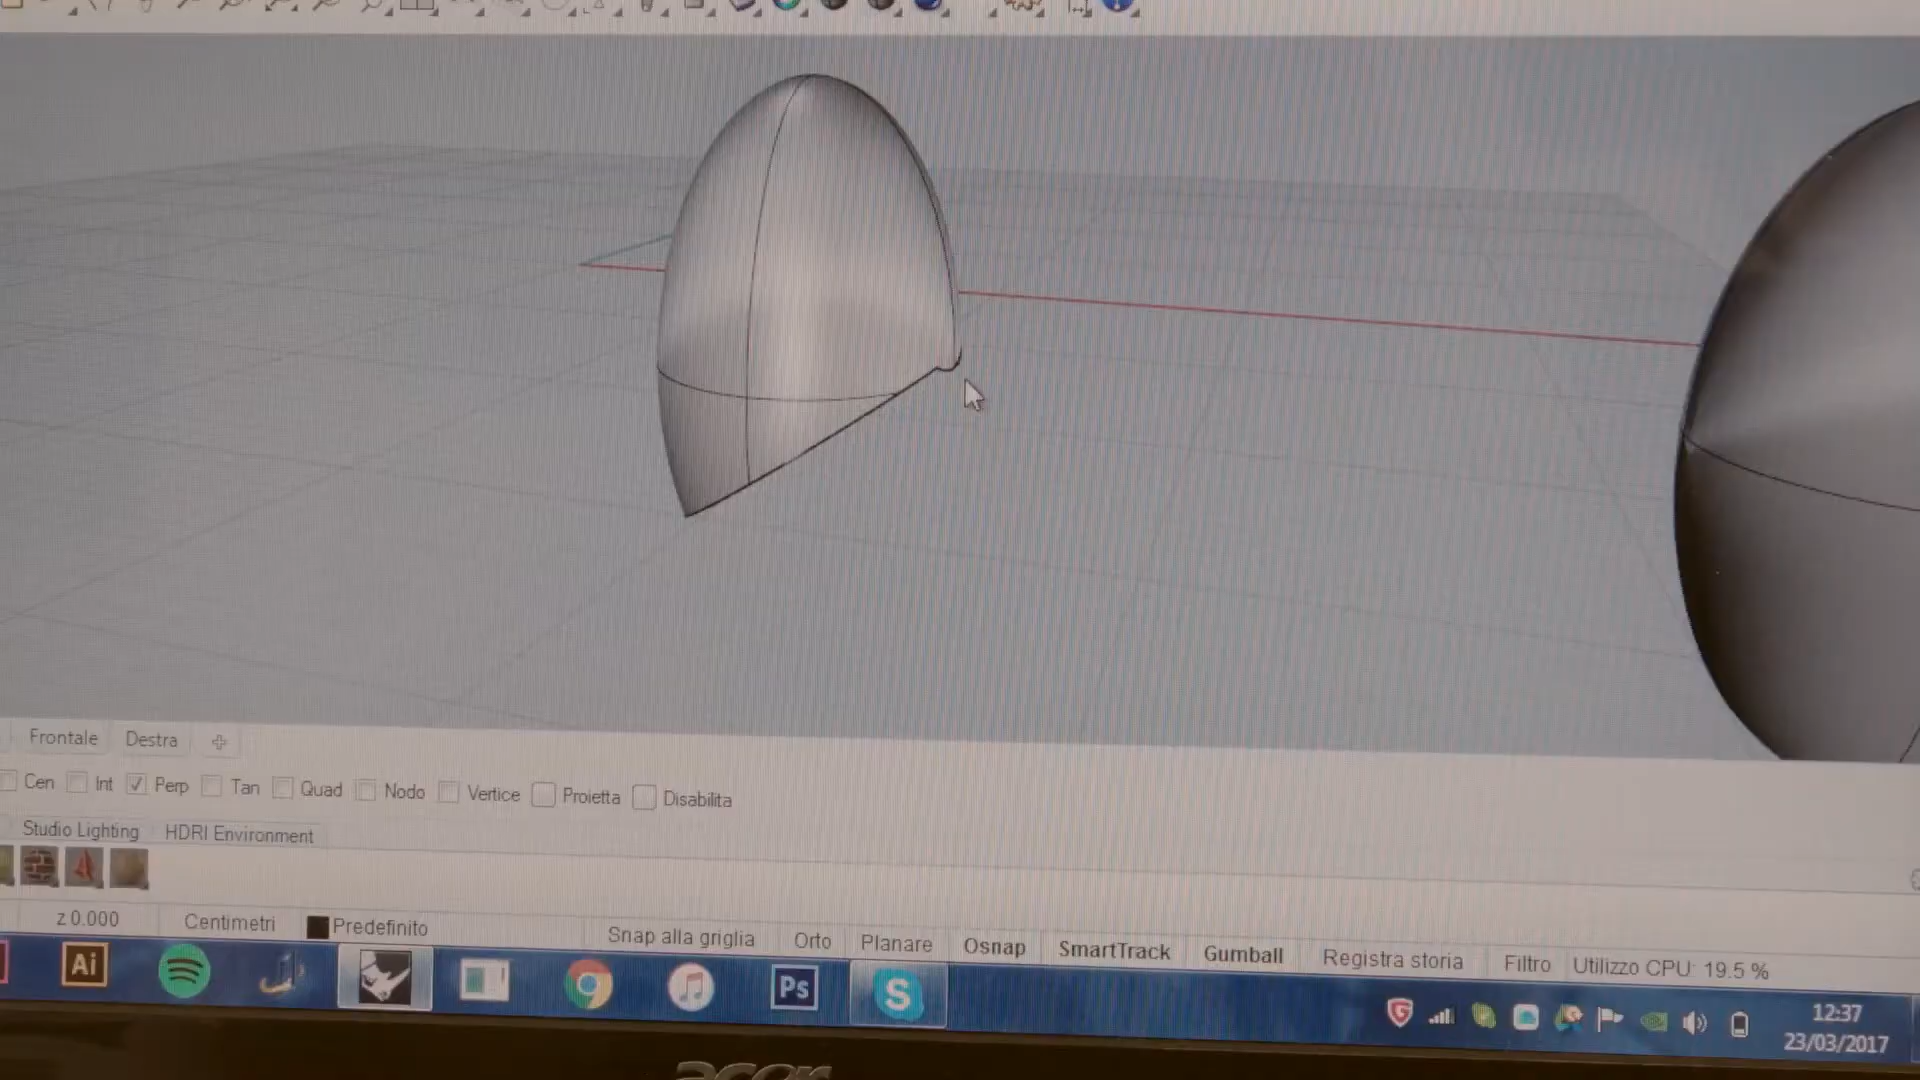 Frontale Destra
Cen Int Perp Tan Quad Nodo Vertice Proietta Disabilita
Studio Lighting HDRI Environment
z 0.000 Centimetri Predefinito Snap alla griglia Orto Planare Osnap SmartTrack Gumball Registra storia Filtro Utilizzo CPU: 19.5 %
Ai Ps S
12:37
23/03/2017
acer